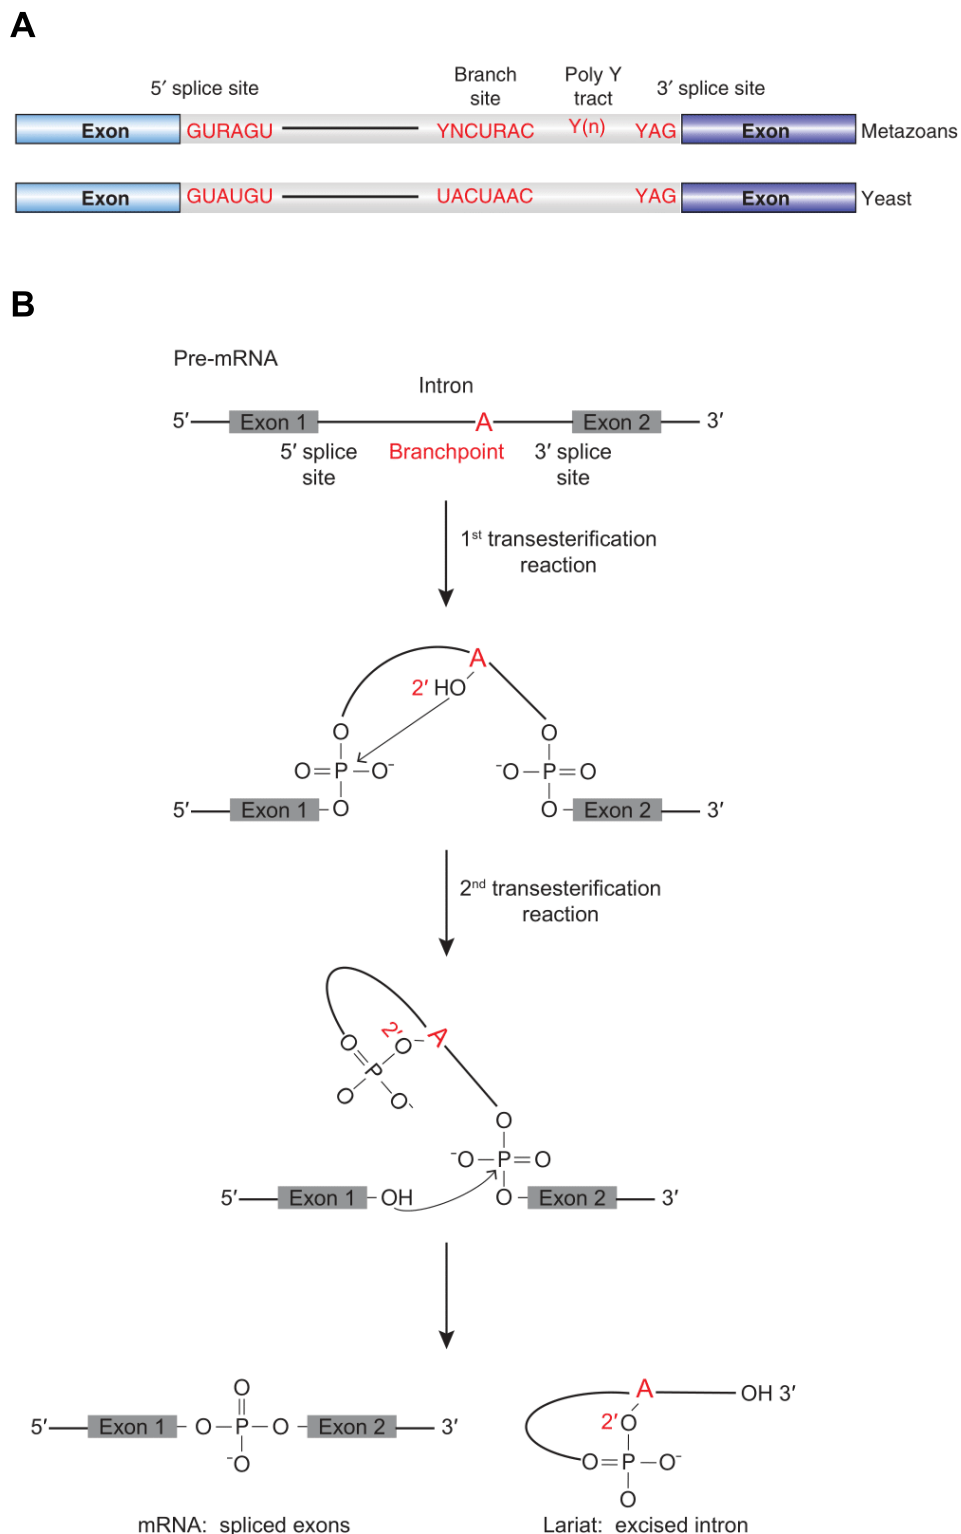 A
5′ splice site
Branch
site
Poly Y
tract
3′ splice site
Exon GURAGU YNCURAC Y(n) YAG Exon Metazoans
Exon GUAUGU UACUAAC YAG Exon Yeast
B
Pre-mRNA
Intron
5′ Exon 1 A Exon 2 3′
5′ splice
site
Branchpoint
3′ splice
site
1st transesterification
reaction
A
2′ HO
O O
O=P–O⁻ ⁻O–P=O
5′ Exon 1 –O O– Exon 2 3′
2nd transesterification
reaction
2′ A
O O
P
O O⁻
O
⁻O–P=O
5′ Exon 1 –OH O– Exon 2 3′
O
5′ Exon 1 –O–P–O– Exon 2 3′
⁻O
A OH 3′
2′ O
O=P–O⁻
O
mRNA: spliced exons
Lariat: excised intron